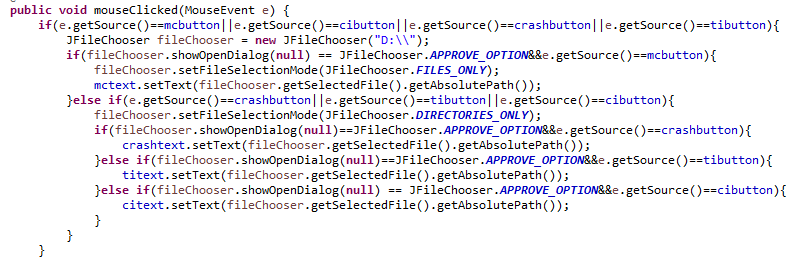 public void mouseClicked(MouseEvent e) {
if(e.getSource()==mcbutton||e.getSource()==cibutton||e.getSource()==crashbutton||e.getSource()==tibutton){
JFileChooser fileChooser = new JFileChooser("D:\\");
if(fileChooser.showOpenDialog(null) == JFileChooser.APPROVE_OPTION&&e.getSource()==mcbutton){
fileChooser.setFileSelectionMode(JFileChooser.FILES_ONLY);
mctext.setText(fileChooser.getSelectedFile().getAbsolutePath());
}else if(e.getSource()==crashbutton||e.getSource()==tibutton||e.getSource()==cibutton){
fileChooser.setFileSelectionMode(JFileChooser.DIRECTORIES_ONLY);
if(fileChooser.showOpenDialog(null)==JFileChooser.APPROVE_OPTION&&e.getSource()==crashbutton){
crashtext.setText(fileChooser.getSelectedFile().getAbsolutePath());
}else if(fileChooser.showOpenDialog(null)==JFileChooser.APPROVE_OPTION&&e.getSource()==tibutton){
titext.setText(fileChooser.getSelectedFile().getAbsolutePath());
}else if(fileChooser.showOpenDialog(null) == JFileChooser.APPROVE_OPTION&&e.getSource()==cibutton){
citext.setText(fileChooser.getSelectedFile().getAbsolutePath());
}
}
}